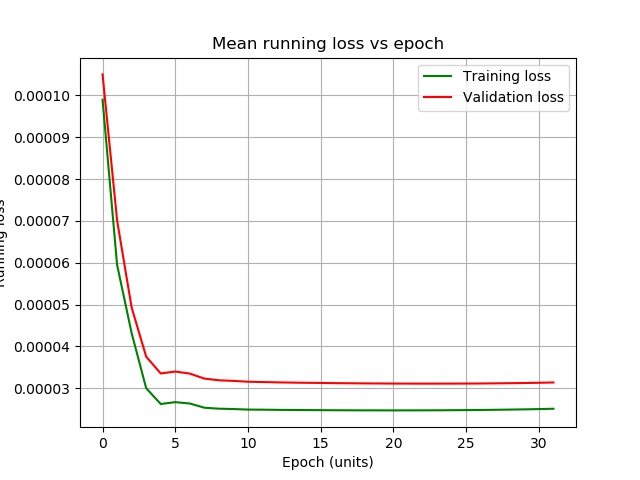 Mean running loss vs epoch
Training loss
Validation loss
0.00010
0.00009
0.00008
0.00007
0.00006
0.00005
0.00004
0.00003
Running loss
0 5 10 15 20 25 30
Epoch (units)